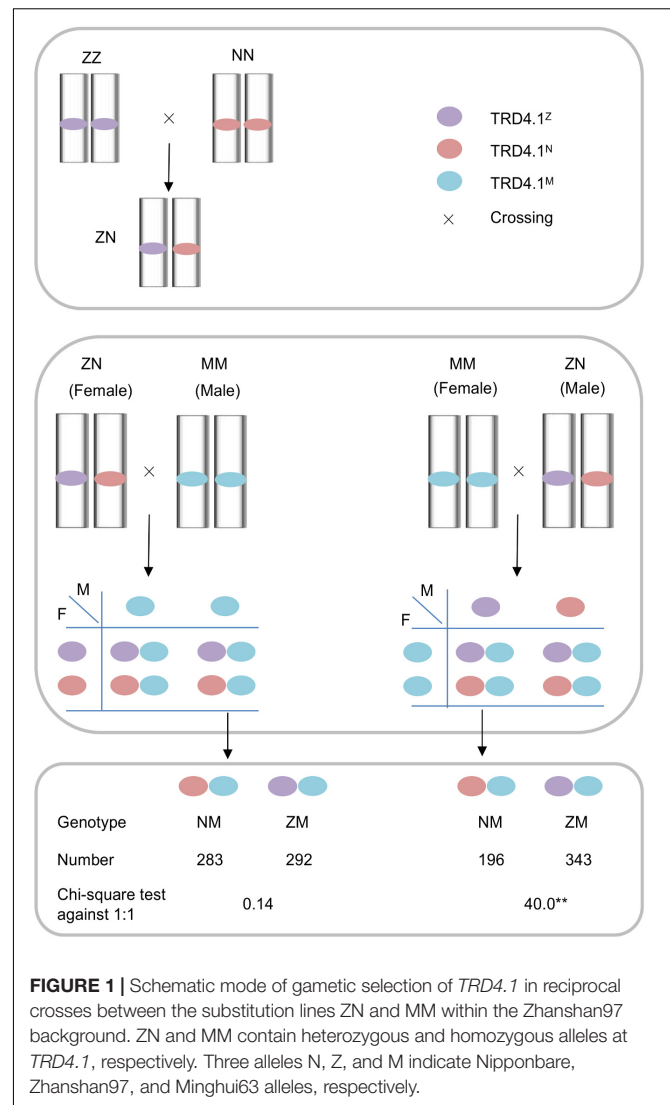 ZZ NN
× TRD4.1ᶻ
TRD4.1ᴺ
TRD4.1ᴹ
× Crossing
ZN
ZN MM MM ZN
(Female) (Male) (Female) (Male)
× ×
M M
F F
Genotype NM ZM NM ZM
Number 283 292 196 343
Chi-square test
against 1:1 0.14 40.0**
FIGURE 1 | Schematic mode of gametic selection of TRD4.1 in reciprocal
crosses between the substitution lines ZN and MM within the Zhanshan97
background. ZN and MM contain heterozygous and homozygous alleles at
TRD4.1, respectively. Three alleles N, Z, and M indicate Nipponbare,
Zhanshan97, and Minghui63 alleles, respectively.